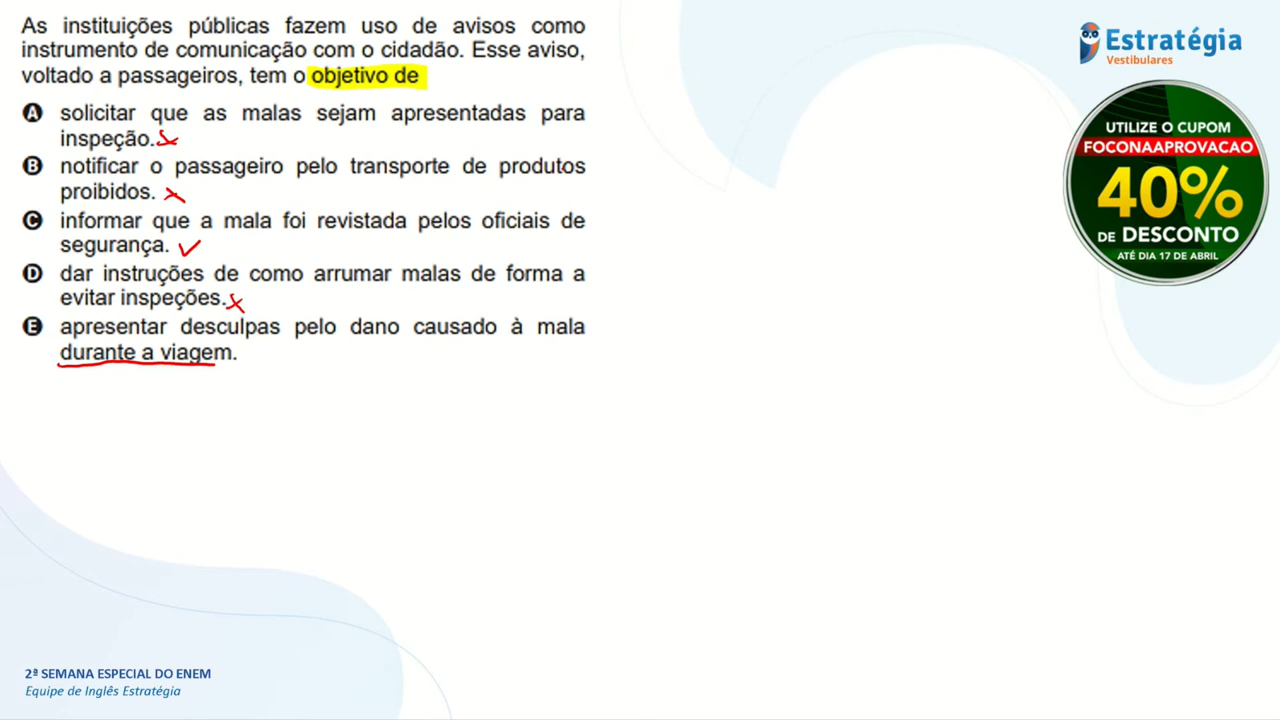 As instituições públicas fazem uso de avisos como
instrumento de comunicação com o cidadão. Esse aviso,
voltado a passageiros, tem o objetivo de
A solicitar que as malas sejam apresentadas para
inspeção.
B notificar o passageiro pelo transporte de produtos
proibidos.
C informar que a mala foi revistada pelos oficiais de
segurança.
D dar instruções de como arrumar malas de forma a
evitar inspeções.
E apresentar desculpas pelo dano causado à mala
durante a viagem.
Estratégia
Vestibulares
UTILIZE O CUPOM
FOCONAAPROVACAO
40%
DE DESCONTO
ATÉ DIA 17 DE ABRIL
2ª SEMANA ESPECIAL DO ENEM
Equipe de Inglês Estratégia